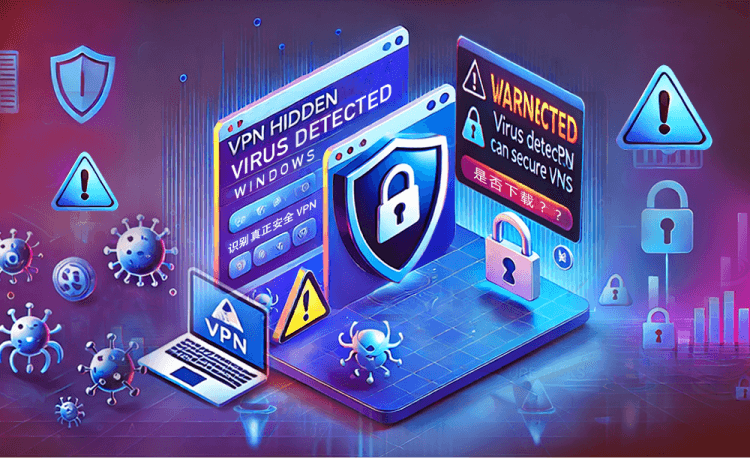 VPN HIDDEN
VIRUS DETECTED
WINDOWS
识别真正安全 VPN
WARNECTED
Virus detecPN
can secure VNS
是否下载？？
VPN